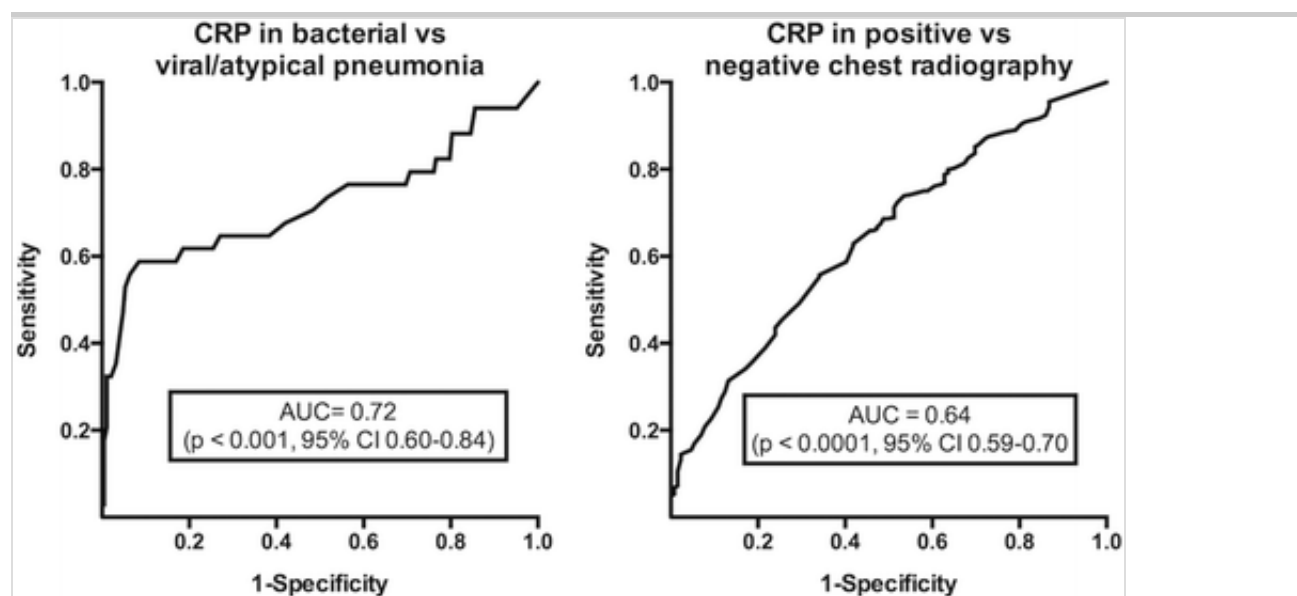 CRP in bacterial vs
viral/atypical pneumonia
1.0
0.8
0.6
0.4
0.2
Sensitivity
AUC= 0.72
(p < 0.001, 95% CI 0.60-0.84)
0.2 0.4 0.6 0.8 1.0
1-Specificity
CRP in positive vs
negative chest radiography
1.0
0.8
0.6
0.4
0.2
Sensitivity
AUC = 0.64
(p < 0.0001, 95% CI 0.59-0.70
0.2 0.4 0.6 0.8 1.0
1-Specificity